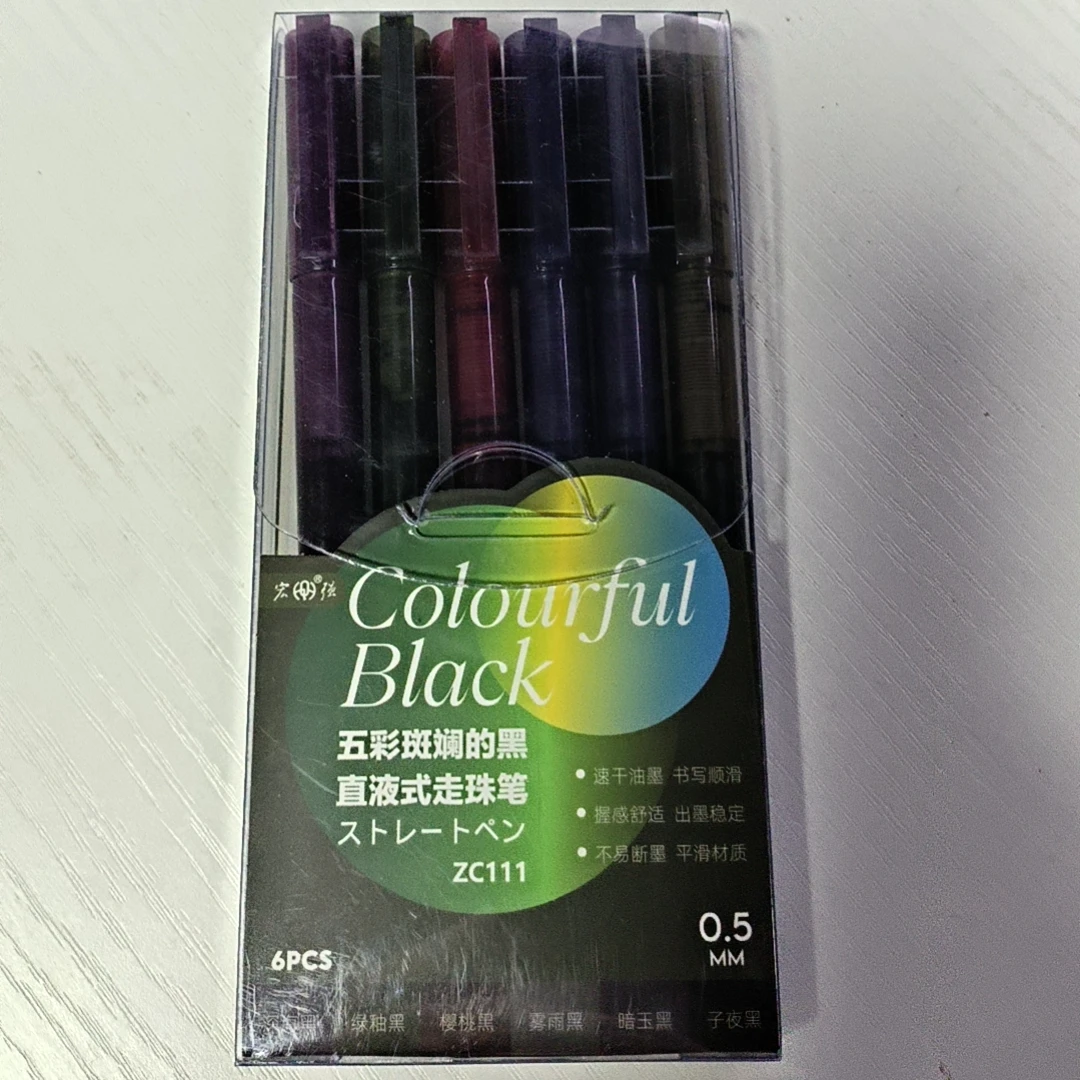 宏明强®
Colourful
Black
五彩斑斓的黑
直液式走珠笔
ストレートペン
ZC111
• 速干油墨 书写顺滑
• 握感舒适 出墨稳定
• 不易断墨 平滑材质
0.5
MM
6PCS
绿釉黑 樱桃黑 雾雨黑 暗玉黑 子夜黑